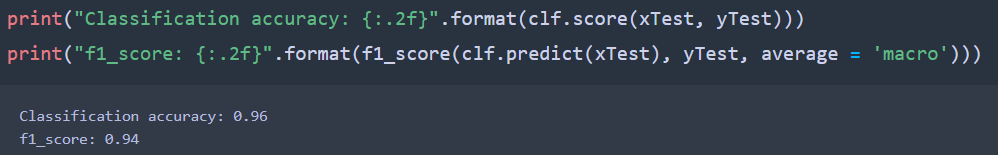 print("Classification accuracy: {:.2f}".format(clf.score(xTest, yTest)))
print("f1_score: {:.2f}".format(f1_score(clf.predict(xTest), yTest, average = 'macro')))
Classification accuracy: 0.96
f1_score: 0.94